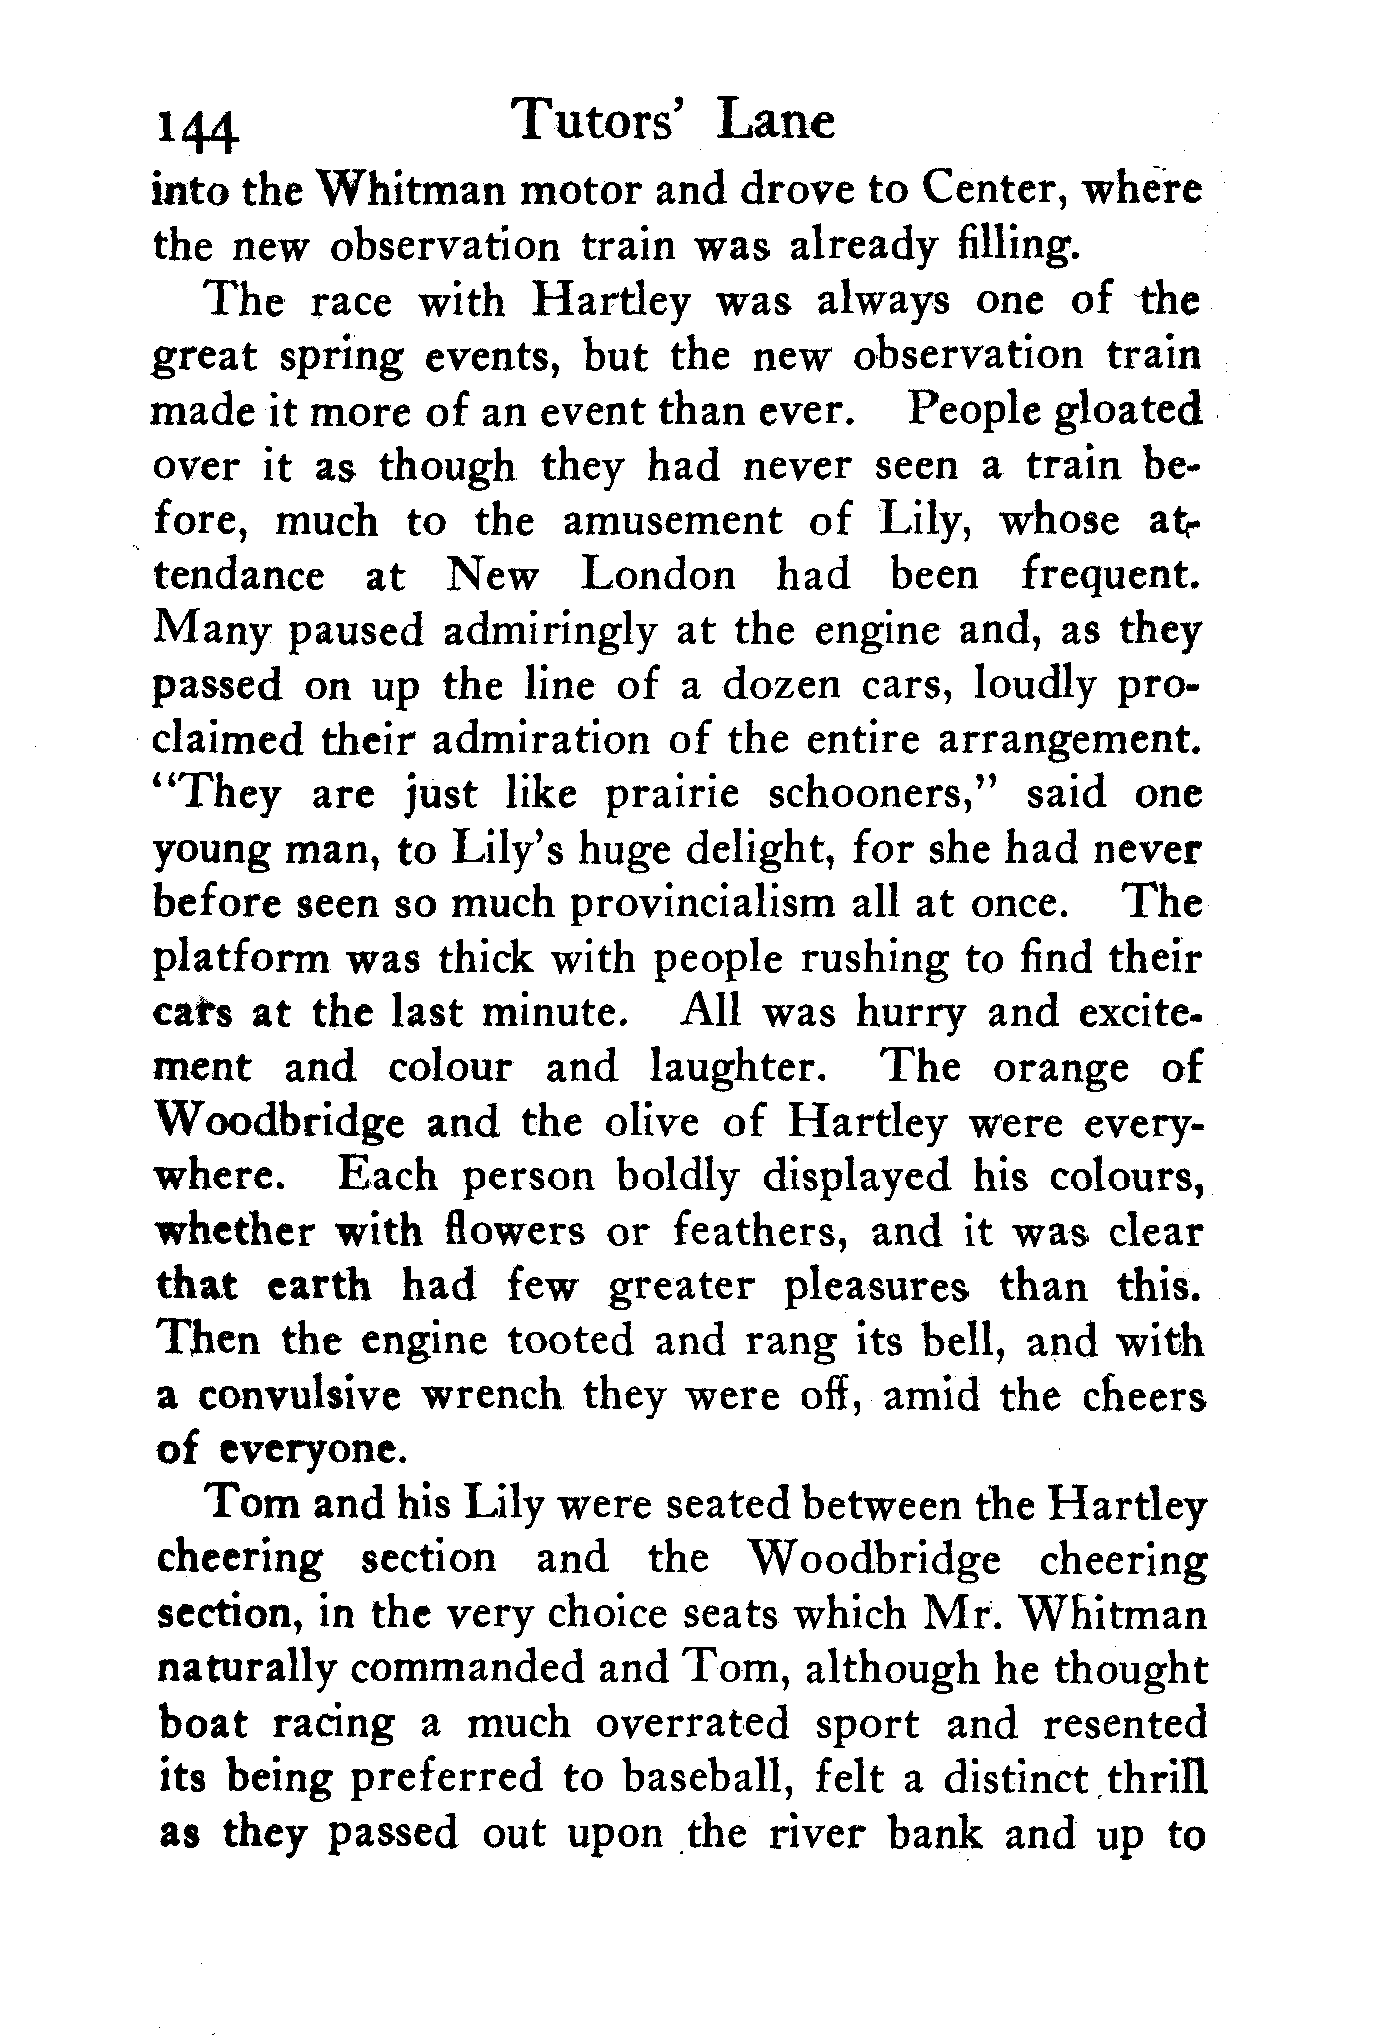 144 Tutors' Lane
into the Whitman motor and drove to Center, where
the new observation train was already filling.
The race with Hartley was always one of the
great spring events, but the new observation train
made it more of an event than ever. People gloated
over it as though they had never seen a train be-
fore, much to the amusement of Lily, whose at-
tendance at New London had been frequent.
Many paused admiringly at the engine and, as they
passed on up the line of a dozen cars, loudly pro-
claimed their admiration of the entire arrangement.
"They are just like prairie schooners," said one
young man, to Lily's huge delight, for she had never
before seen so much provincialism all at once. The
platform was thick with people rushing to find their
cars at the last minute. All was hurry and excite-
ment and colour and laughter. The orange of
Woodbridge and the olive of Hartley were every-
where. Each person boldly displayed his colours,
whether with flowers or feathers, and it was clear
that earth had few greater pleasures than this.
Then the engine tooted and rang its bell, and with
a convulsive wrench they were off, amid the cheers
of everyone.
Tom and his Lily were seated between the Hartley
cheering section and the Woodbridge cheering
section, in the very choice seats which Mr. Whitman
naturally commanded and Tom, although he thought
boat racing a much overrated sport and resented
its being preferred to baseball, felt a distinct thrill
as they passed out upon the river bank and up to